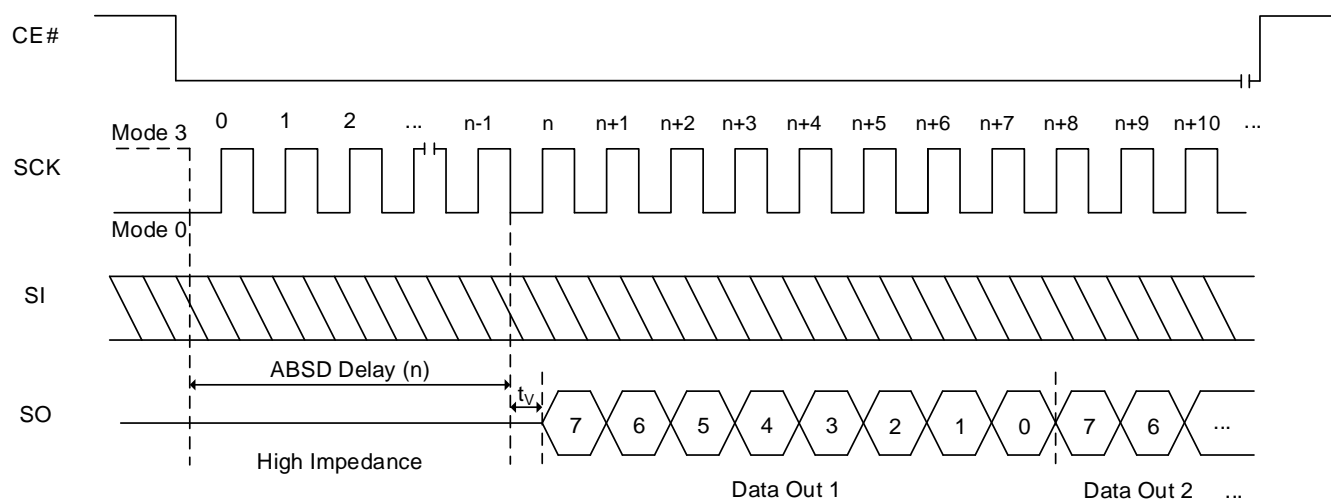 CE#
0 1 2 ... n-1 n n+1 n+2 n+3 n+4 n+5 n+6 n+7 n+8 n+9 n+10 ...
Mode 3
SCK
Mode 0
SI
ABSD Delay (n)
tV
SO
7 6 5 4 3 2 1 0 7 6 ...
High Impedance
Data Out 1 Data Out 2 ...